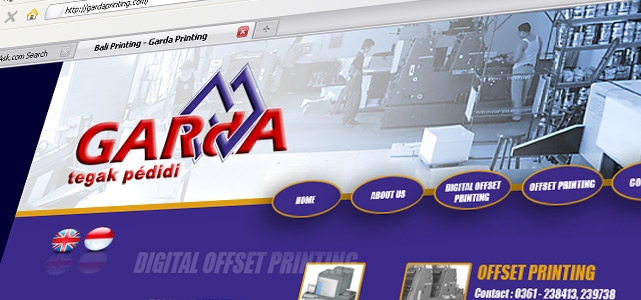 http://gardaprinting.com/
Ask.com Search
Bali Printing - Garda Printing
GARdA
tegak pédidi
HOME
ABOUT US
DIGITAL OFFSET
PRINTING
OFFSET PRINTING
CO
DIGITAL OFFSET PRINTING
OFFSET PRINTING
Contact : 0361 - 238413, 239738